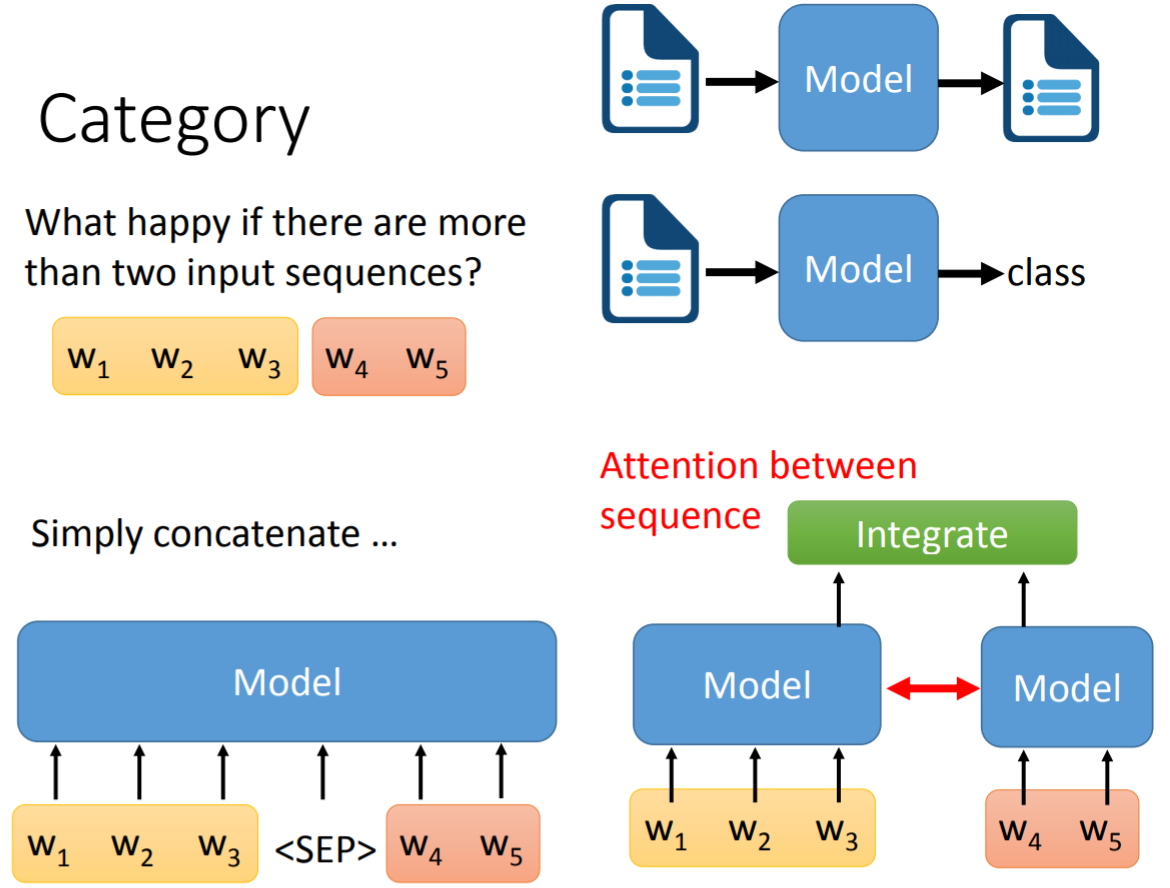 Category
What happy if there are more
than two input sequences?
w₁ w₂ w₃ w₄ w₅
Model
Model
class
Simply concatenate ...
Model
w₁ w₂ w₃ <SEP> w₄ w₅
Attention between
sequence
Integrate
Model Model
w₁ w₂ w₃ w₄ w₅